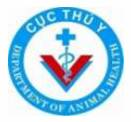 CỤC THÚ Y
DEPARTMENT OF ANIMAL HEALTH